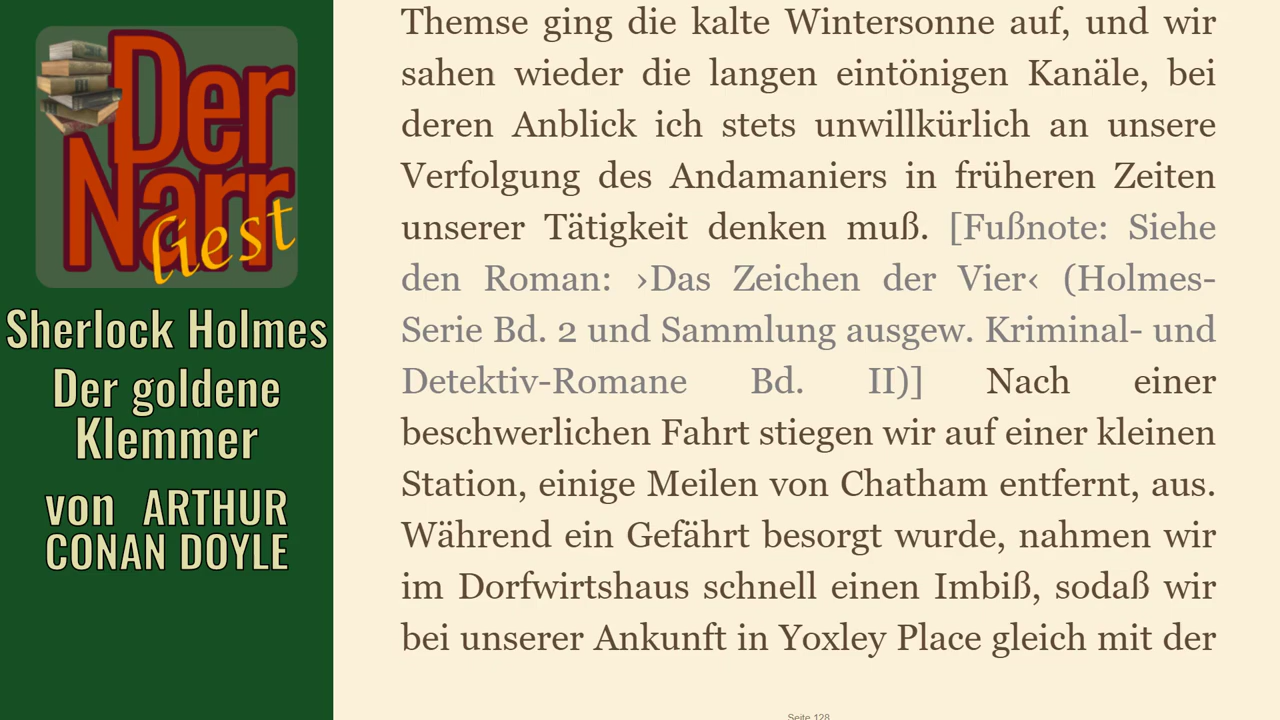 Der
Narr
liest
Sherlock Holmes
Der goldene
Klemmer
von ARTHUR
CONAN DOYLE
Themse ging die kalte Wintersonne auf, und wir
sahen wieder die langen eintönigen Kanäle, bei
deren Anblick ich stets unwillkürlich an unsere
Verfolgung des Andamaniers in früheren Zeiten
unserer Tätigkeit denken muß. [Fußnote: Siehe
den Roman: ›Das Zeichen der Vier‹ (Holmes-
Serie Bd. 2 und Sammlung ausgew. Kriminal- und
Detektiv-Romane Bd. II)] Nach einer
beschwerlichen Fahrt stiegen wir auf einer kleinen
Station, einige Meilen von Chatham entfernt, aus.
Während ein Gefährt besorgt wurde, nahmen wir
im Dorfwirtshaus schnell einen Imbiß, sodaß wir
bei unserer Ankunft in Yoxley Place gleich mit der
Seite 128